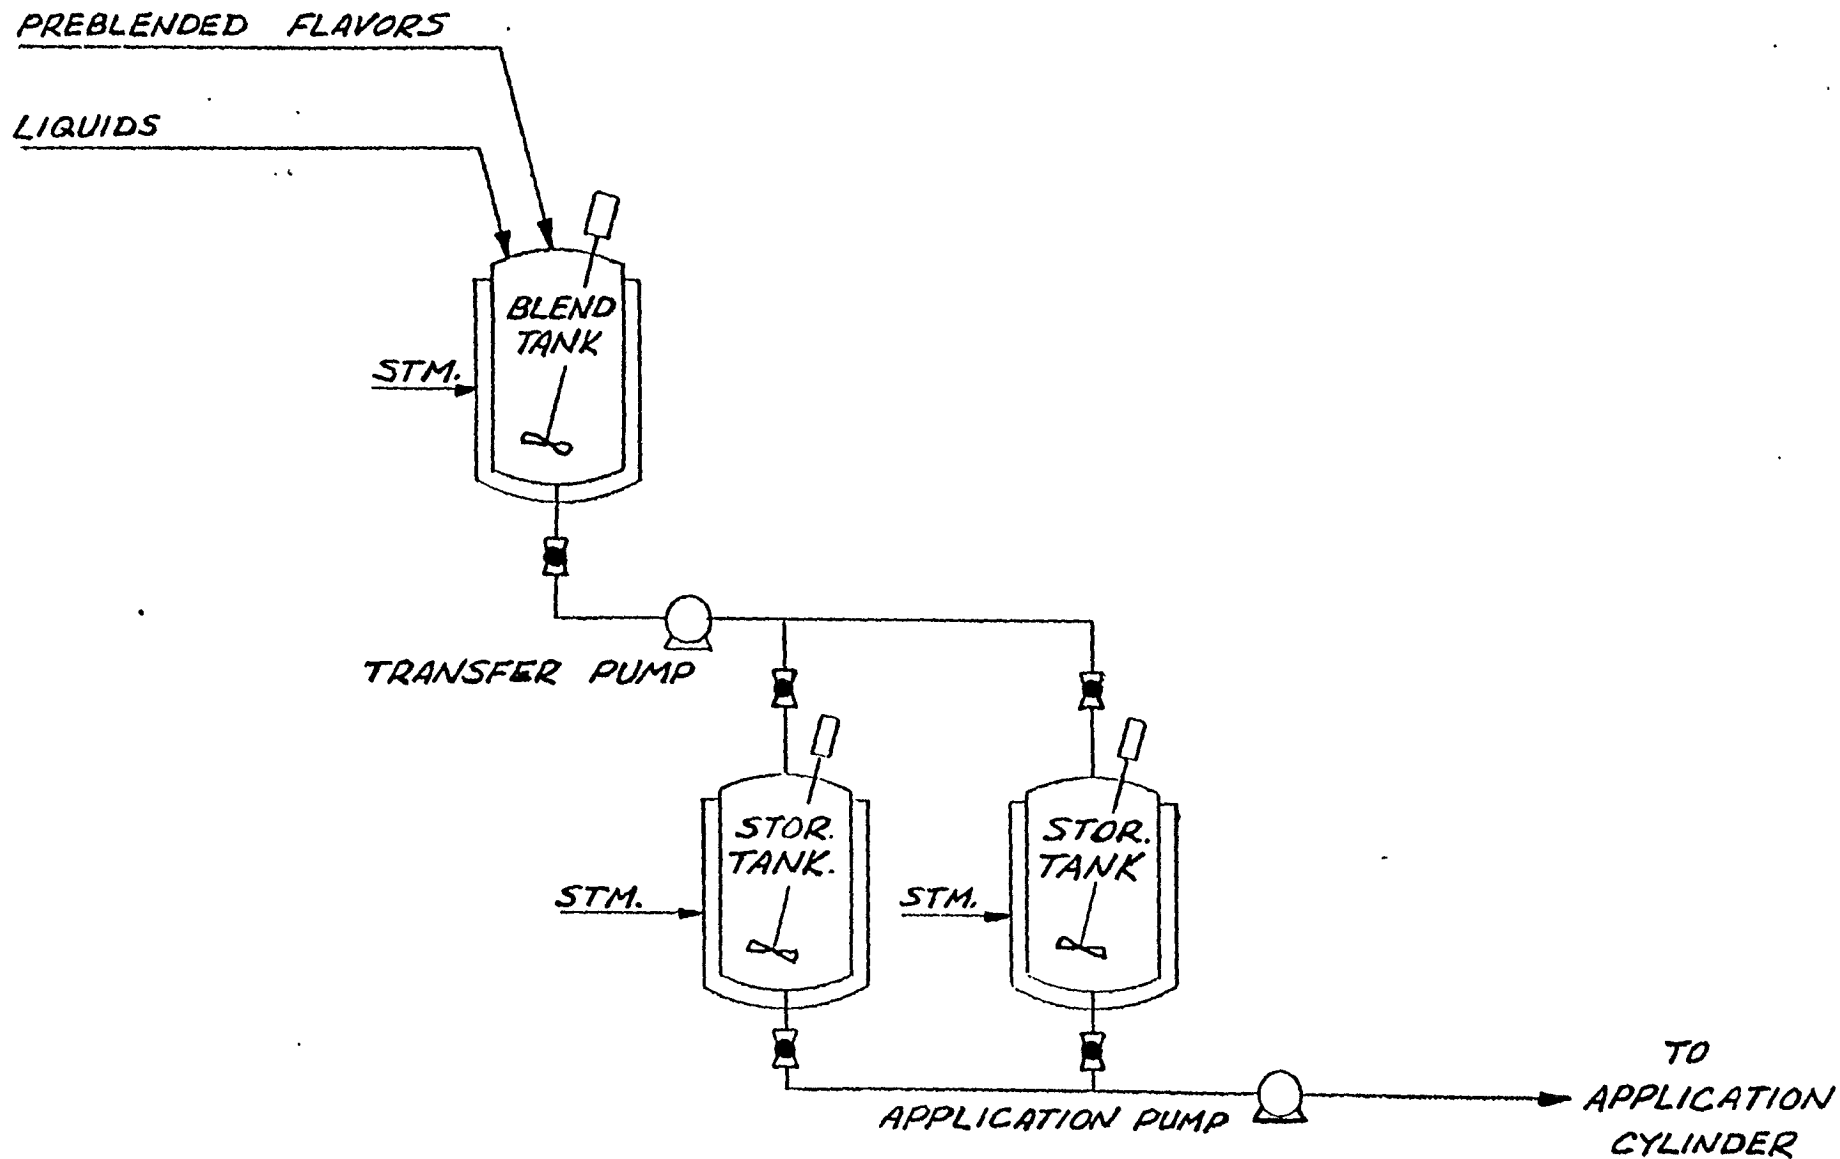 PREBLENDED FLAVORS
LIQUIDS
BLEND
TANK
STM.
TRANSFER PUMP
STOR.
TANK.
STM.
STOR.
TANK
STM.
APPLICATION PUMP
TO
APPLICATION
CYLINDER